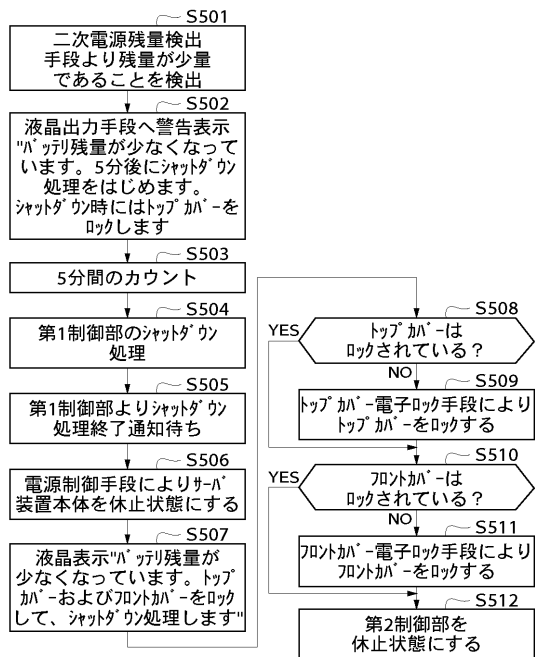 S501
二次電源残量検出
手段より残量が少量
であることを検出
S502
液晶出力手段へ警告表示
"ﾊﾞｯﾃﾘ残量が少なくなって
います。5分後にｼｬｯﾄﾀﾞｳﾝ
処理をはじめます。
ｼｬｯﾄﾀﾞｳﾝ時にはﾄｯﾌﾟｶﾊﾞｰを
ﾛｯｸします
S503
5分間のカウント
S504
第1制御部のｼｬｯﾄﾀﾞｳﾝ
処理
S505
第1制御部よりｼｬｯﾄﾀﾞｳﾝ
処理終了通知待ち
S506
電源制御手段によりｻｰﾊﾞ
装置本体を休止状態にする
S507
液晶表示"ﾊﾞｯﾃﾘ残量が
少なくなっています。ﾄｯﾌﾟ
ｶﾊﾞｰおよびﾌﾛﾝﾄｶﾊﾞｰをﾛｯｸ
して、ｼｬｯﾄﾀﾞｳﾝ処理します"
S508
YES
ﾄｯﾌﾟｶﾊﾞｰは
ﾛｯｸされている？
NO
S509
ﾄｯﾌﾟｶﾊﾞｰ電子ﾛｯｸ手段により
ﾄｯﾌﾟｶﾊﾞｰをﾛｯｸする
S510
YES
ﾌﾛﾝﾄｶﾊﾞｰは
ﾛｯｸされている？
NO
S511
ﾌﾛﾝﾄｶﾊﾞｰ電子ﾛｯｸ手段により
ﾌﾛﾝﾄｶﾊﾞｰをﾛｯｸする
S512
第2制御部を
休止状態にする